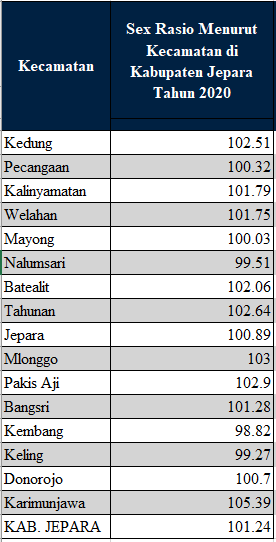 Kecamatan
Sex Rasio Menurut
Kecamatan di
Kabupaten Jepara
Tahun 2020
Kedung 102.51
Pecangaan 100.32
Kalinyamatan 101.79
Welahan 101.75
Mayong 100.03
Nalumsari 99.51
Batealit 102.06
Tahunan 102.64
Jepara 100.89
Mlonggo 103
Pakis Aji 102.9
Bangsri 101.28
Kembang 98.82
Keling 99.27
Donorojo 100.7
Karimunjawa 105.39
KAB. JEPARA 101.24